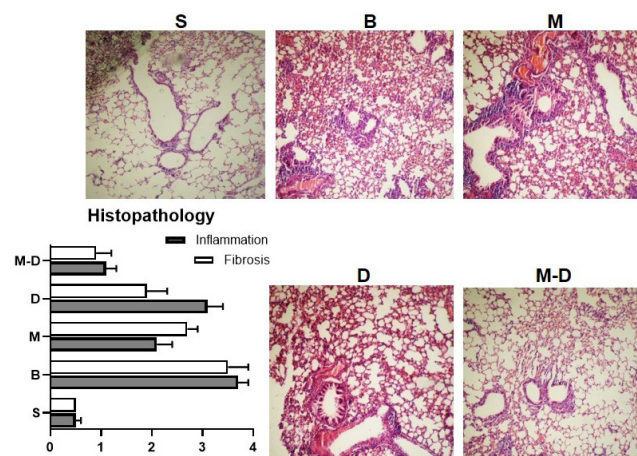 S B M
Histopathology
Inflammation
Fibrosis
M-D
D
M
B
S
0 1 2 3 4
D M-D